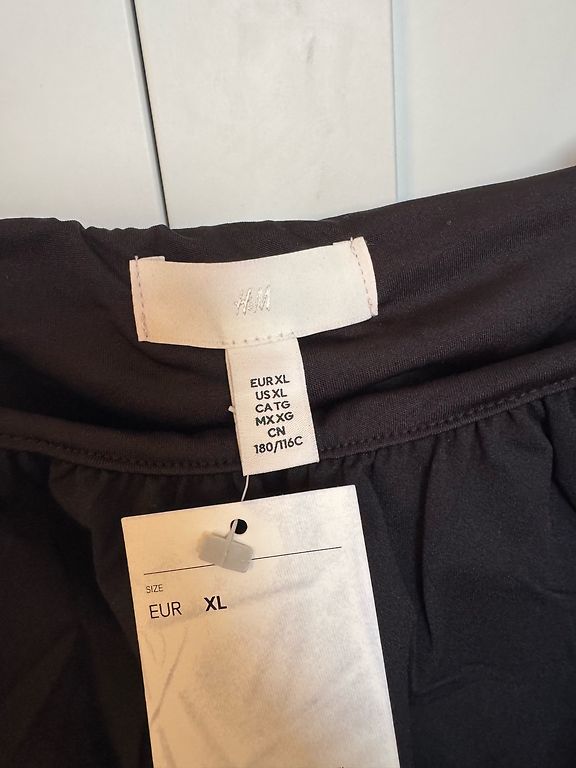 H&M
EUR XL
US XL
CA TG
MX XG
CN
180/116C
SIZE
EUR XL